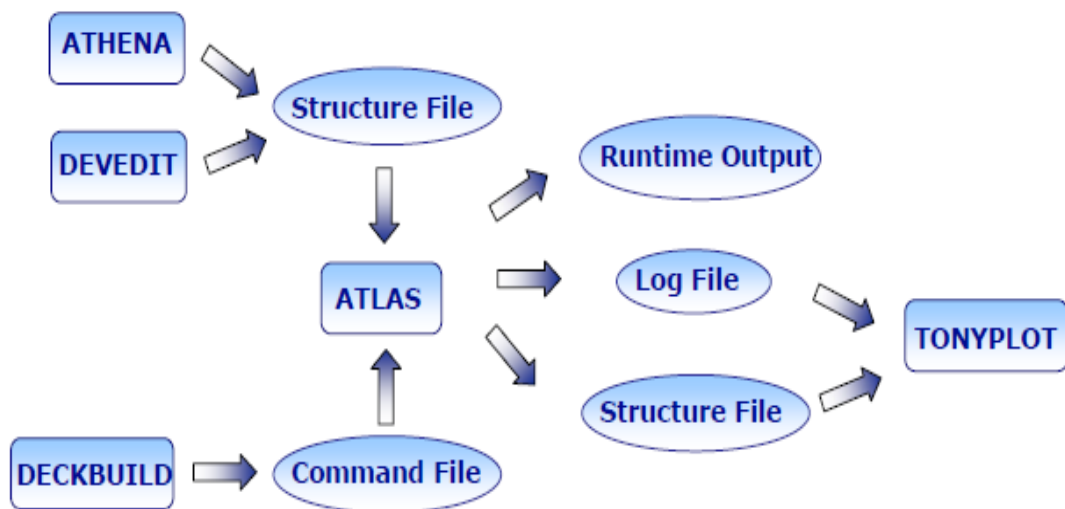 ATHENA
Structure File
DEVEDIT
Runtime Output
ATLAS
Log File
TONYPLOT
Structure File
DECKBUILD
Command File